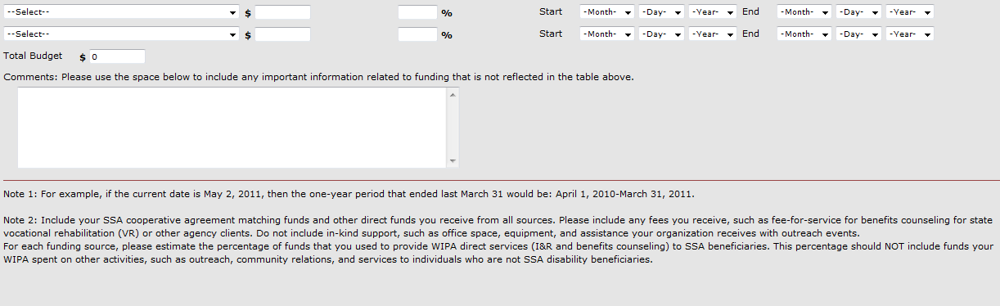 --Select-- $ % Start -Month- -Day- -Year- End -Month- -Day- -Year-
--Select-- $ % Start -Month- -Day- -Year- End -Month- -Day- -Year-
Total Budget $ 0
Comments: Please use the space below to include any important information related to funding that is not reflected in the table above.
Note 1: For example, if the current date is May 2, 2011, then the one-year period that ended last March 31 would be: April 1, 2010-March 31, 2011.
Note 2: Include your SSA cooperative agreement matching funds and other direct funds you receive from all sources. Please include any fees you receive, such as fee-for-service for benefits counseling for state
vocational rehabilitation (VR) or other agency clients. Do not include in-kind support, such as office space, equipment, and assistance your organization receives with outreach events.
For each funding source, please estimate the percentage of funds that you used to provide WIPA direct services (I&R and benefits counseling) to SSA beneficiaries. This percentage should NOT include funds your
WIPA spent on other activities, such as outreach, community relations, and services to individuals who are not SSA disability beneficiaries.